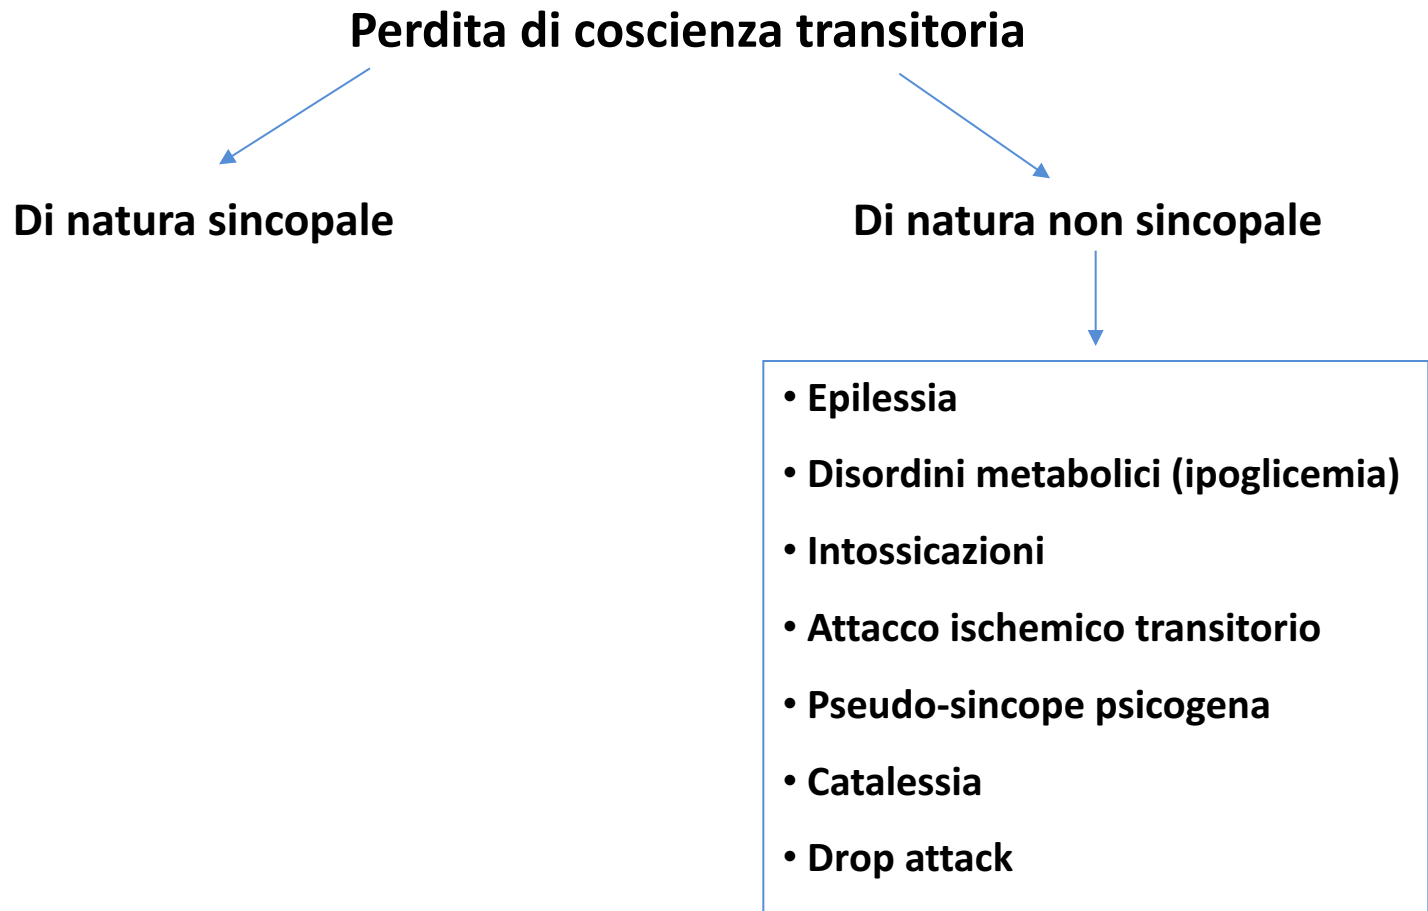 Perdita di coscienza transitoria
Di natura sincopale
Di natura non sincopale
• Epilessia
• Disordini metabolici (ipoglicemia)
• Intossicazioni
• Attacco ischemico transitorio
• Pseudo-sincope psicogena
• Catalessia
• Drop attack